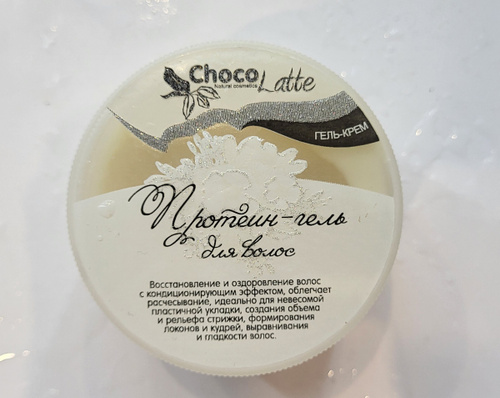 Choco Latte
Natural cosmetics
ГЕЛЬ-КРЕМ
Протеин-гель
для волос
Восстановление и оздоровление волос
с кондиционирующим эффектом, облегчает
расчесывание, идеально для невесомой
пластичной укладки, создания объема
и рельефа стрижки, формирования
локонов и кудрей, выравнивания
и гладкости волос.